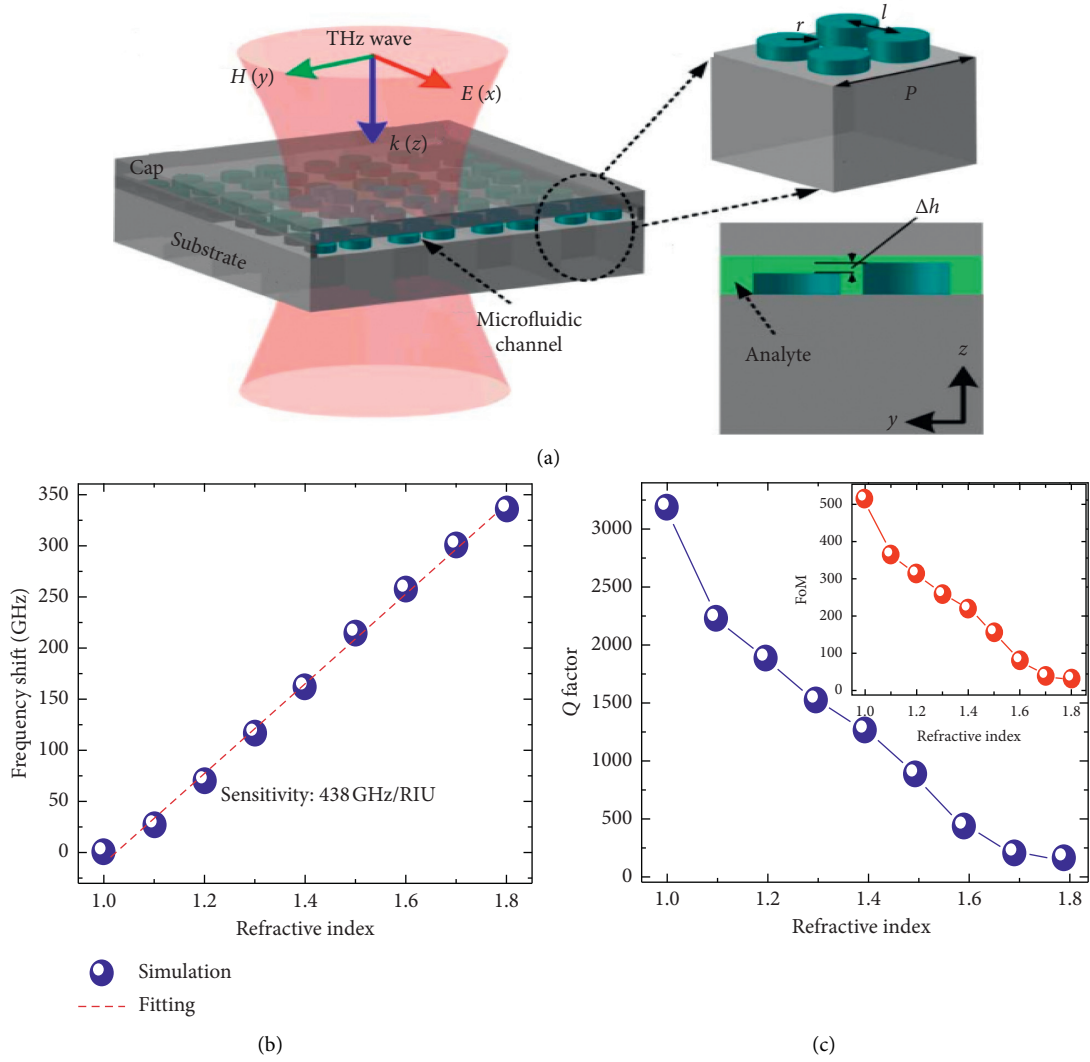 THz wave
H (y)
E (x)
k (z)
Cap
Substrate
Microfluidic
channel
r
l
P
Δh
Analyte
z
y
(a)
350
300
250
200
150
100
50
0
Frequency shift (GHz)
Sensitivity: 438 GHz/RIU
1.0 1.2 1.4 1.6 1.8
Refractive index
Simulation
Fitting
(b)
3000
2500
2000
1500
1000
500
0
Q factor
1.0 1.2 1.4 1.6 1.8
Refractive index
500
400
300
200
100
0
FoM
1.0 1.2 1.4 1.6 1.8
Refractive index
(c)